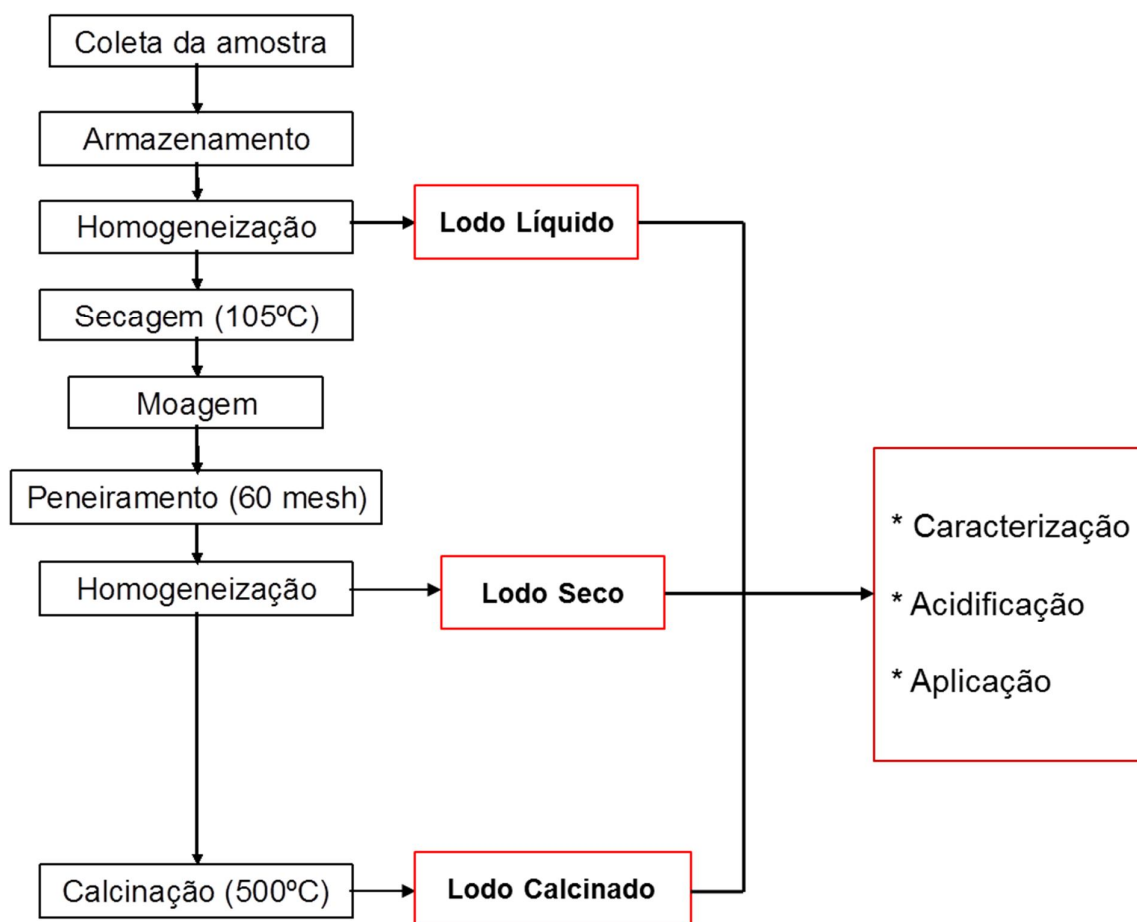 Coleta da amostra
Armazenamento
Homogeneização
Lodo Líquido
Secagem (105ºC)
Moagem
Peneiramento (60 mesh)
Homogeneização
Lodo Seco
* Caracterização
* Acidificação
* Aplicação
Calcinação (500ºC)
Lodo Calcinado